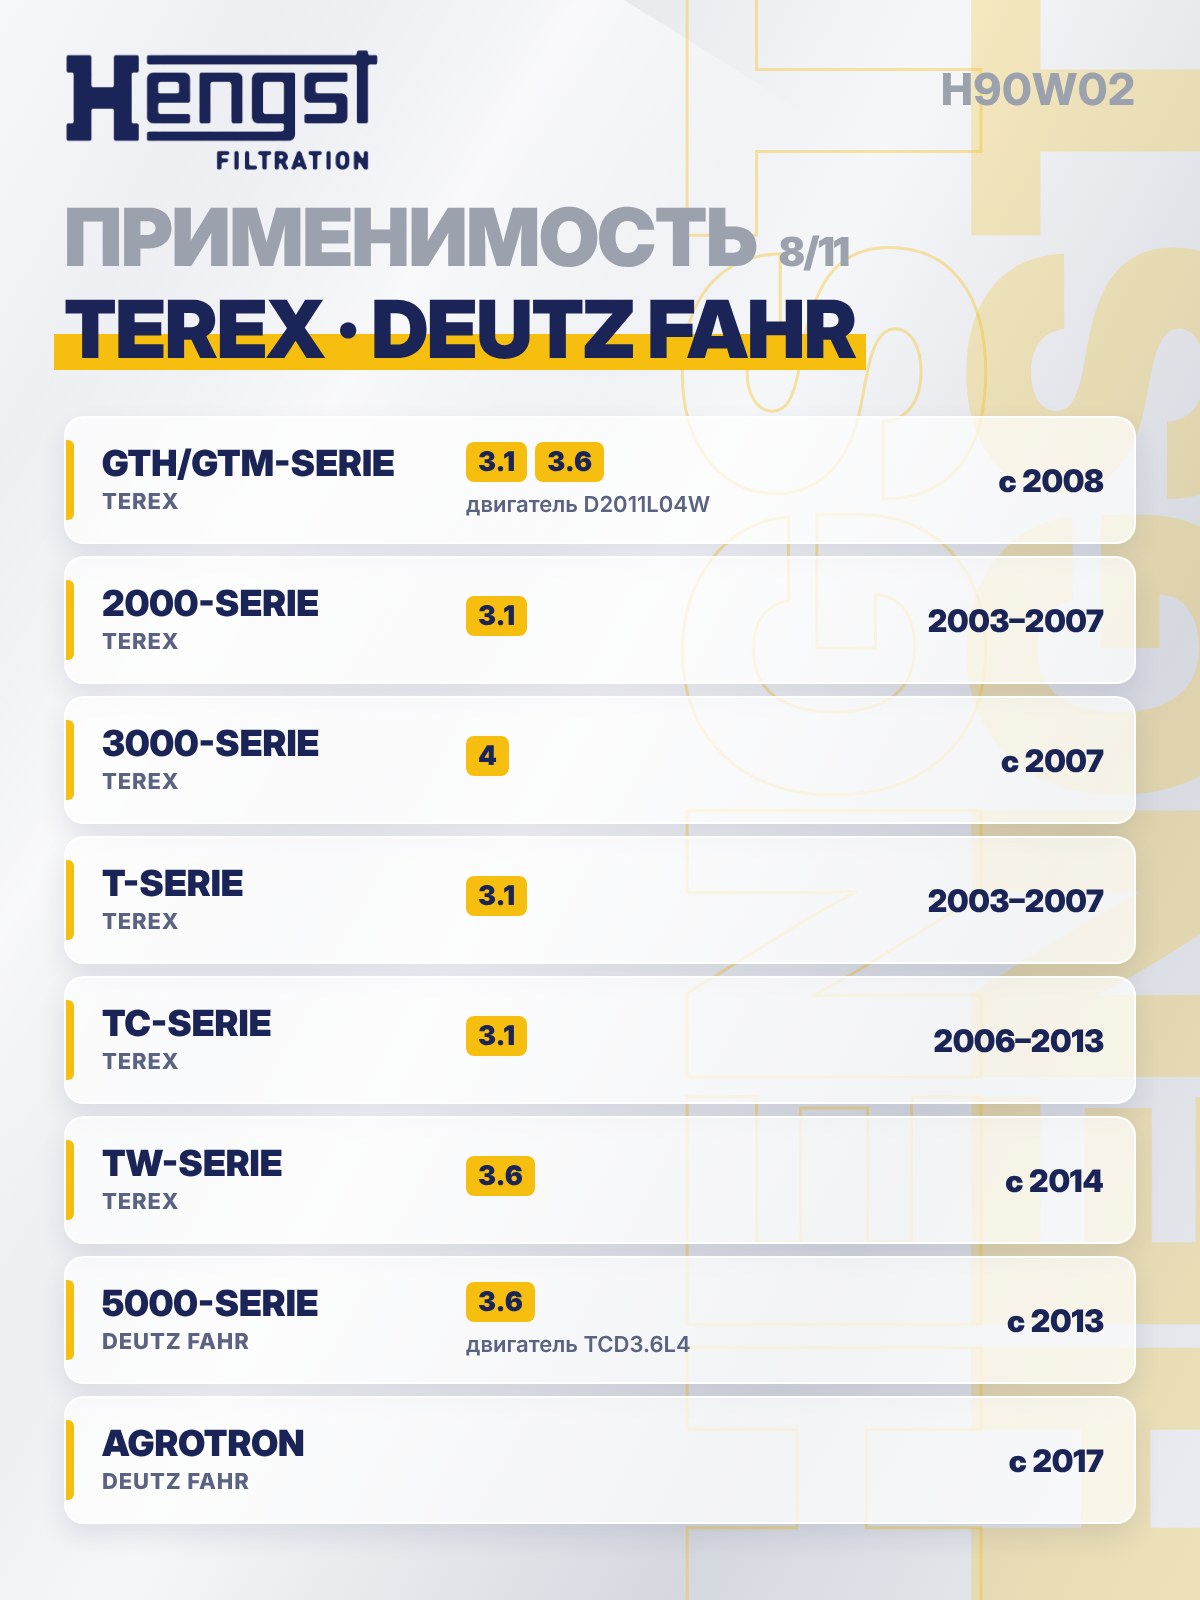 Hengst
FILTRATION
H90W02
ПРИМЕНИМОСТЬ 8/11
TEREX · DEUTZ FAHR
GTH/GTM-SERIE
TEREX
3.1 3.6
двигатель D2011L04W
с 2008
2000-SERIE
TEREX
3.1
2003–2007
3000-SERIE
TEREX
4
с 2007
T-SERIE
TEREX
3.1
2003–2007
TC-SERIE
TEREX
3.1
2006–2013
TW-SERIE
TEREX
3.6
с 2014
5000-SERIE
DEUTZ FAHR
3.6
двигатель TCD3.6L4
с 2013
AGROTRON
DEUTZ FAHR
с 2017
HENGST
HENGST